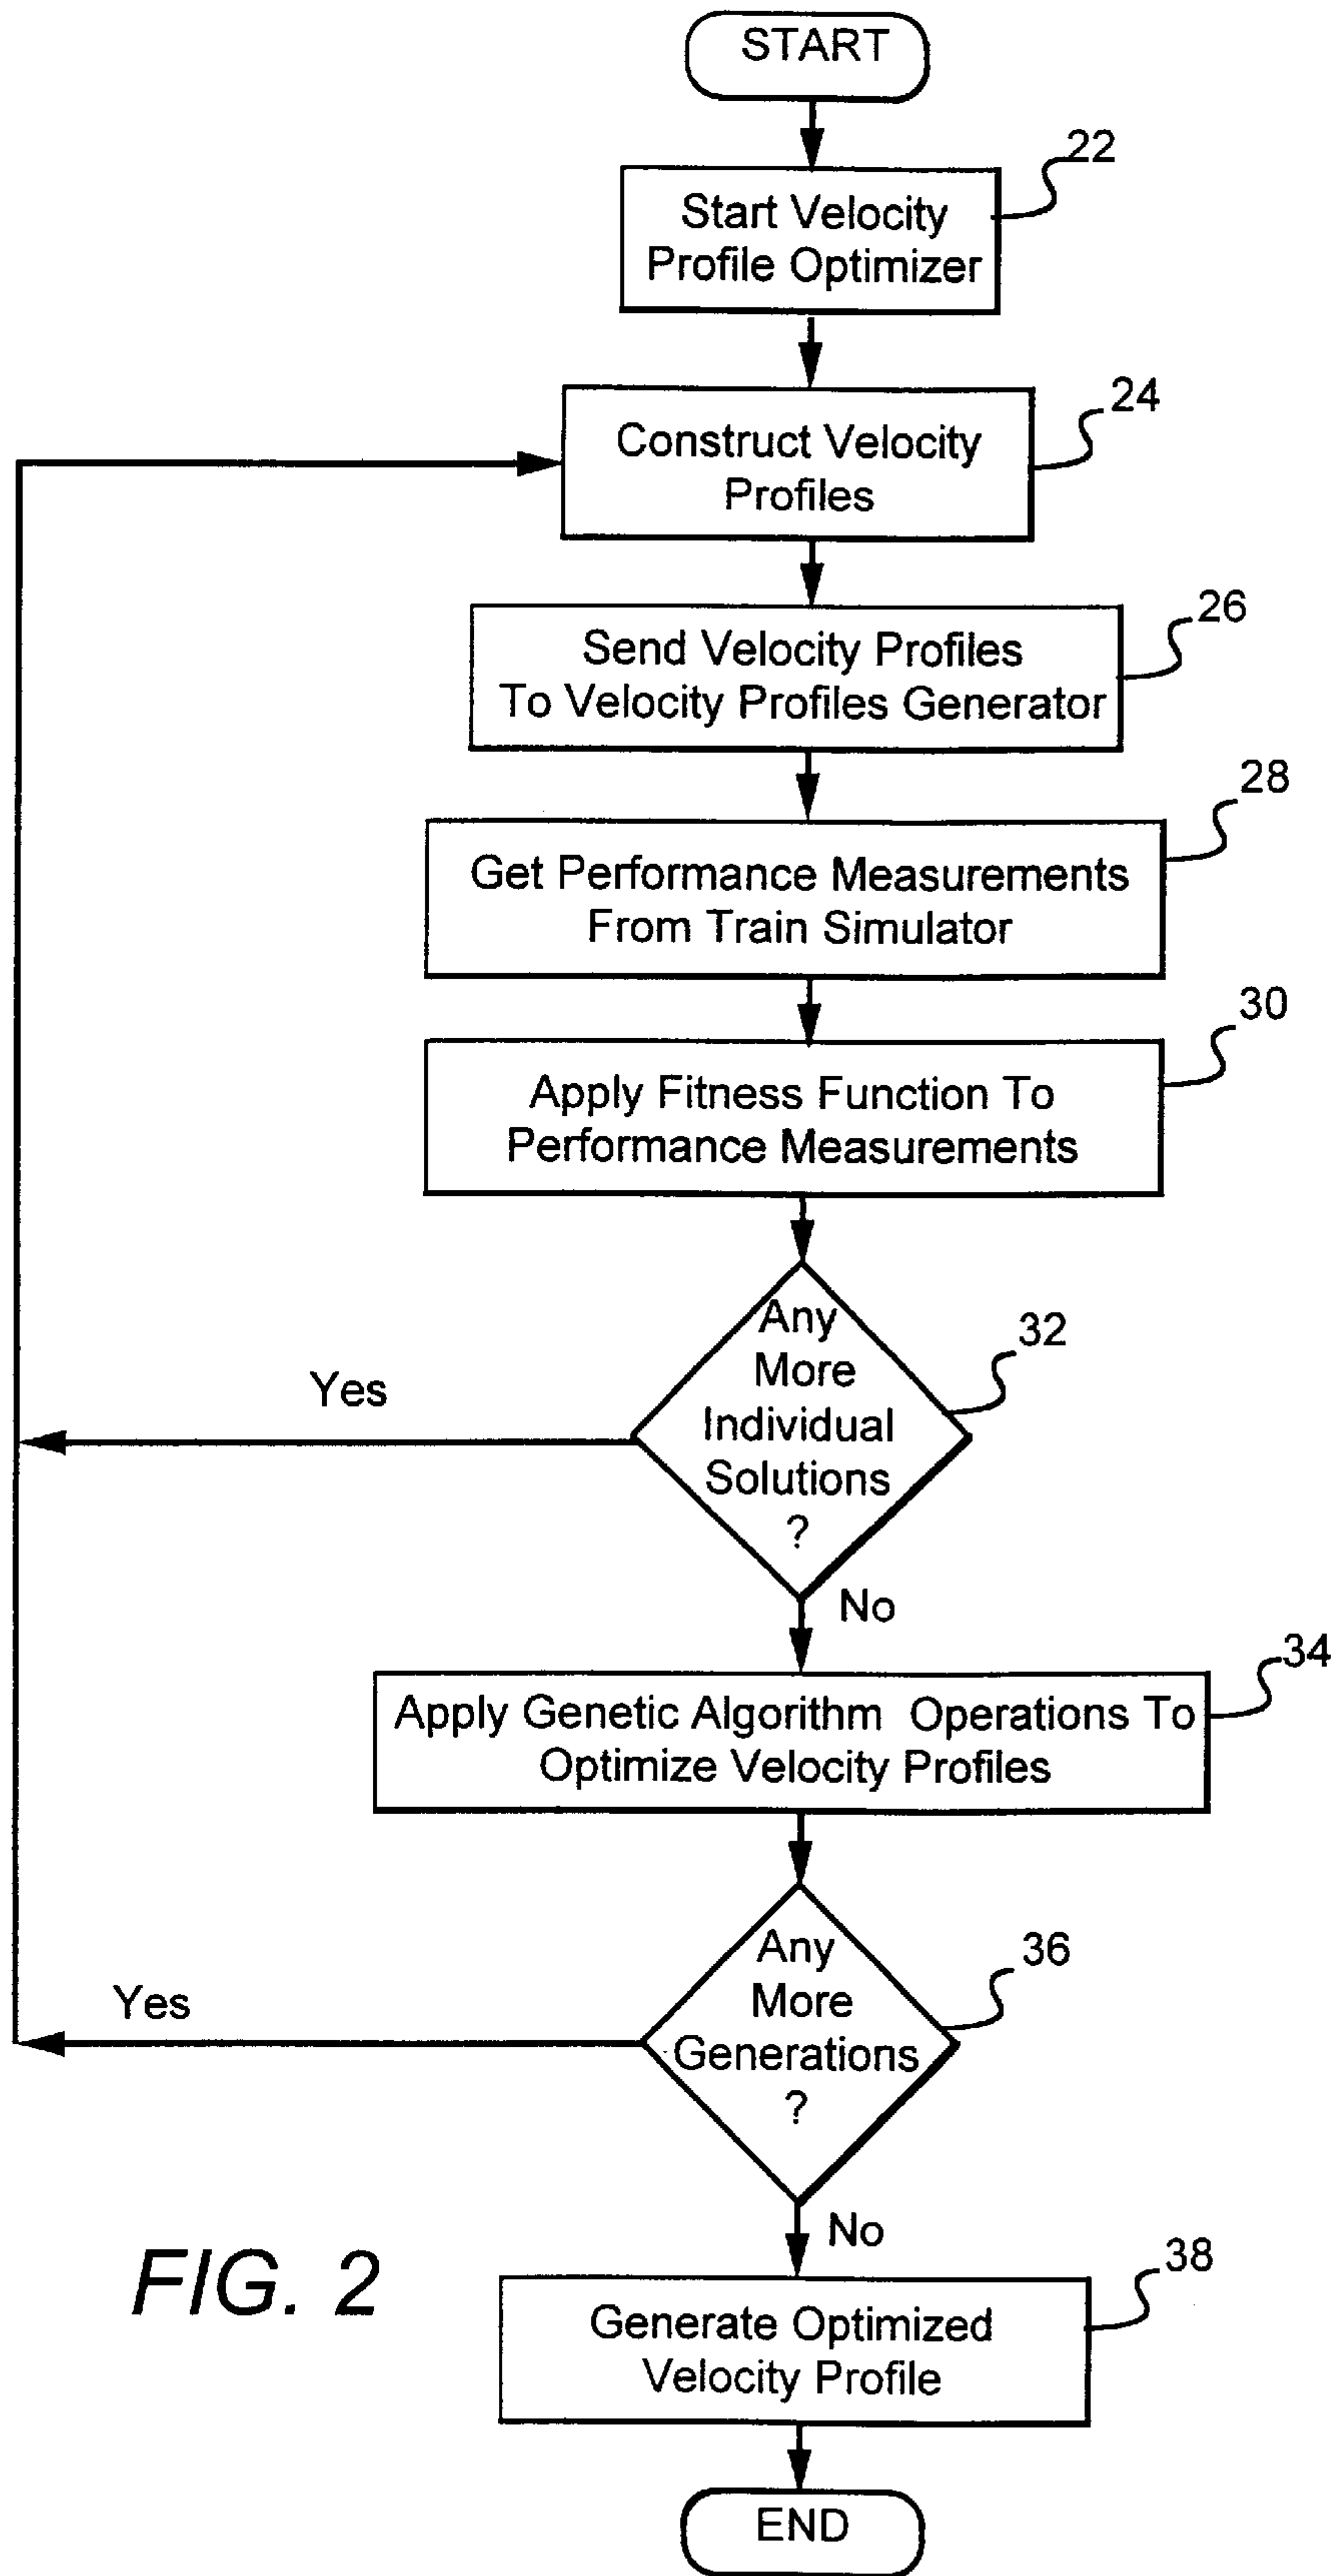 START
22
Start Velocity
Profile Optimizer
24
Construct Velocity
Profiles
26
Send Velocity Profiles
To Velocity Profiles Generator
28
Get Performance Measurements
From Train Simulator
30
Apply Fitness Function To
Performance Measurements
32
Any
More
Individual
Solutions
?
Yes
No
34
Apply Genetic Algorithm Operations To
Optimize Velocity Profiles
36
Any
More
Generations
?
Yes
No
38
Generate Optimized
Velocity Profile
END
FIG. 2